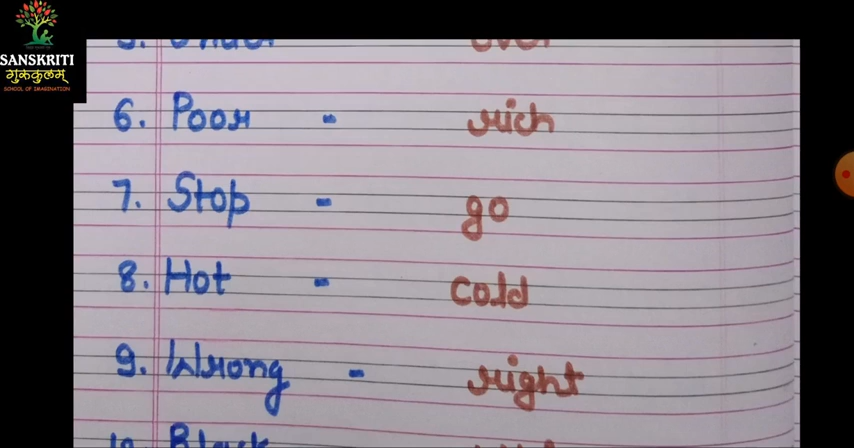 SANSKRITI
गुरुकुलम्
SCHOOL OF IMAGINATION
6. Poor - rich
7. Stop - go
8. Hot - cold
9. Wrong - right